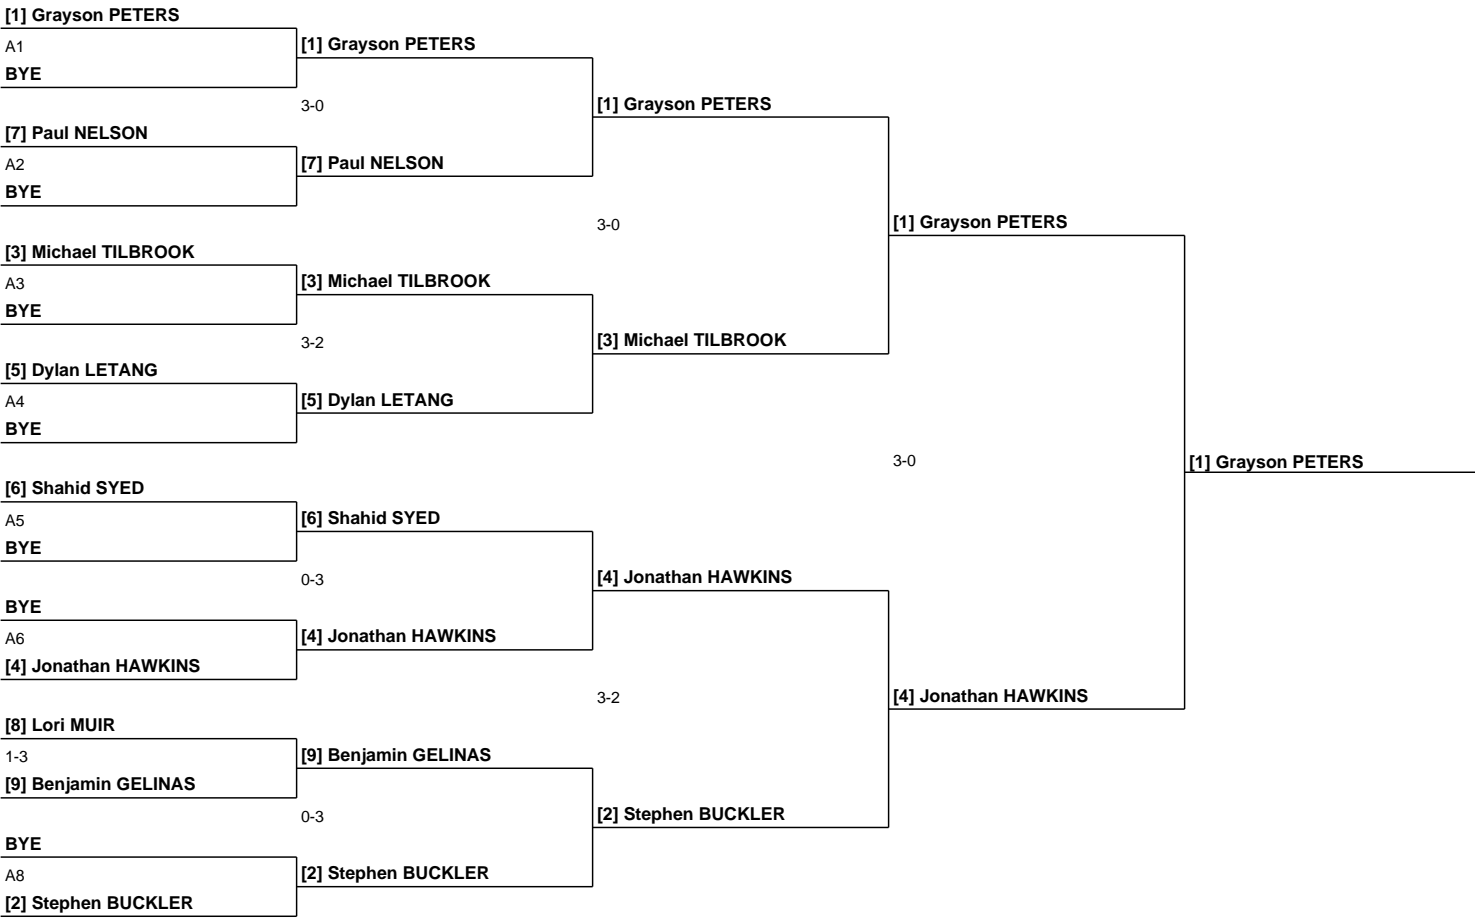 [1] Grayson PETERS
A1
BYE
[1] Grayson PETERS
3-0
[7] Paul NELSON
A2
BYE
[7] Paul NELSON
[1] Grayson PETERS
3-0
[3] Michael TILBROOK
A3
BYE
[3] Michael TILBROOK
3-2
[5] Dylan LETANG
A4
BYE
[5] Dylan LETANG
[3] Michael TILBROOK
[1] Grayson PETERS
3-0
[1] Grayson PETERS
[6] Shahid SYED
A5
BYE
[6] Shahid SYED
0-3
BYE
A6
[4] Jonathan HAWKINS
[4] Jonathan HAWKINS
[4] Jonathan HAWKINS
3-2
[4] Jonathan HAWKINS
[8] Lori MUIR
1-3
[9] Benjamin GELINAS
[9] Benjamin GELINAS
0-3
BYE
A8
[2] Stephen BUCKLER
[2] Stephen BUCKLER
[2] Stephen BUCKLER